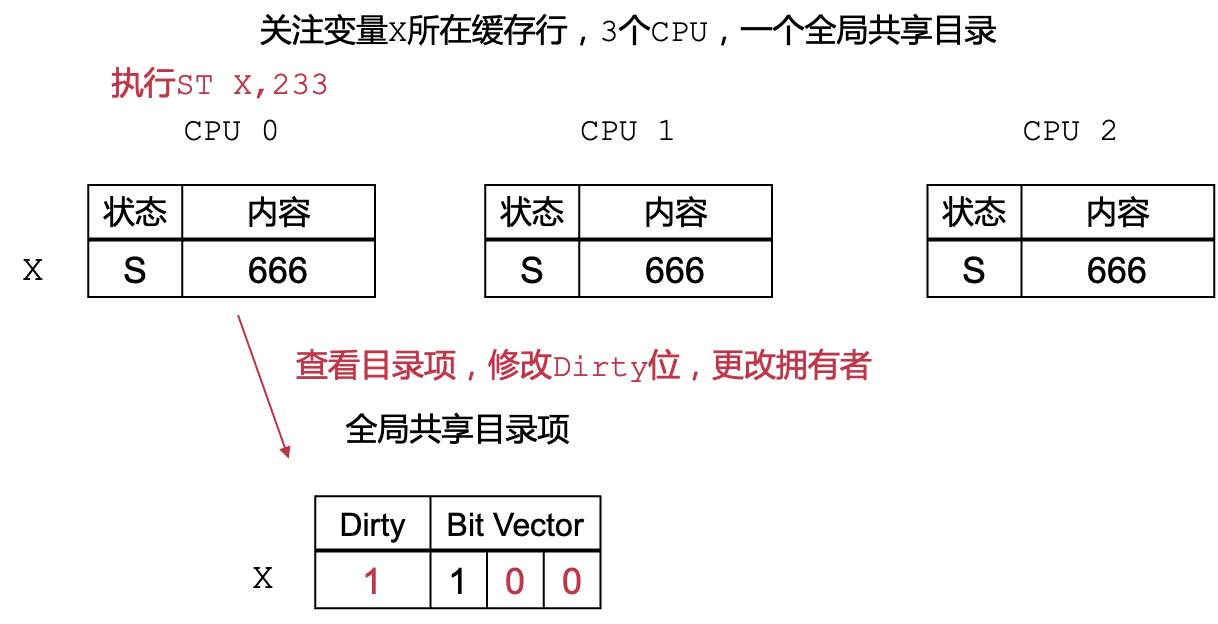 关注变量X所在缓存行，3个CPU，一个全局共享目录
执行ST X,233
CPU 0 CPU 1 CPU 2
状态 内容 状态 内容 状态 内容
X S 666 S 666 S 666
查看目录项，修改Dirty位，更改拥有者
全局共享目录项
Dirty Bit Vector
X 1 1 0 0